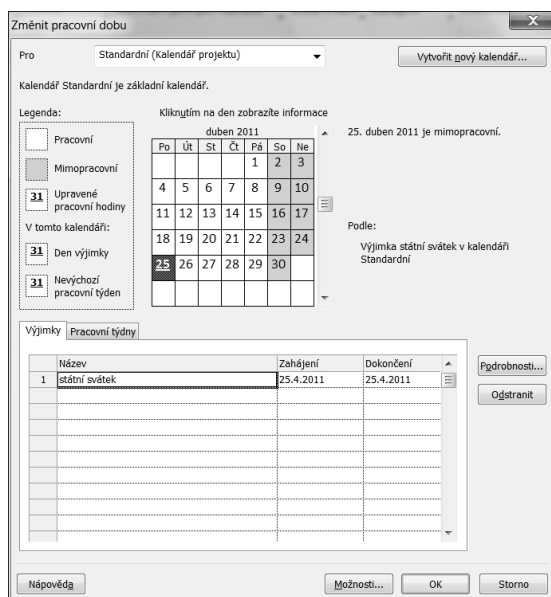 Změnit pracovní dobu
X
Pro Standardní (Kalendář projektu) Vytvořit nový kalendář...
Kalendář Standardní je základní kalendář.
Legenda: Kliknutím na den zobrazíte informace
Pracovní
Mimopracovní
31 Upravené pracovní hodiny
V tomto kalendáři:
31 Den výjimky
31 Nevýchozí pracovní týden
duben 2011
Po Út St Čt Pá So Ne
1 2 3
4 5 6 7 8 9 10
11 12 13 14 15 16 17
18 19 20 21 22 23 24
25 26 27 28 29 30
25. duben 2011 je mimopracovní.
Podle:
Výjimka státní svátek v kalendáři
Standardní
Výjimky Pracovní týdny
Název Zahájení Dokončení
1 státní svátek 25.4.2011 25.4.2011
Podrobnosti...
Odstranit
Nápověda Možnosti... OK Storno